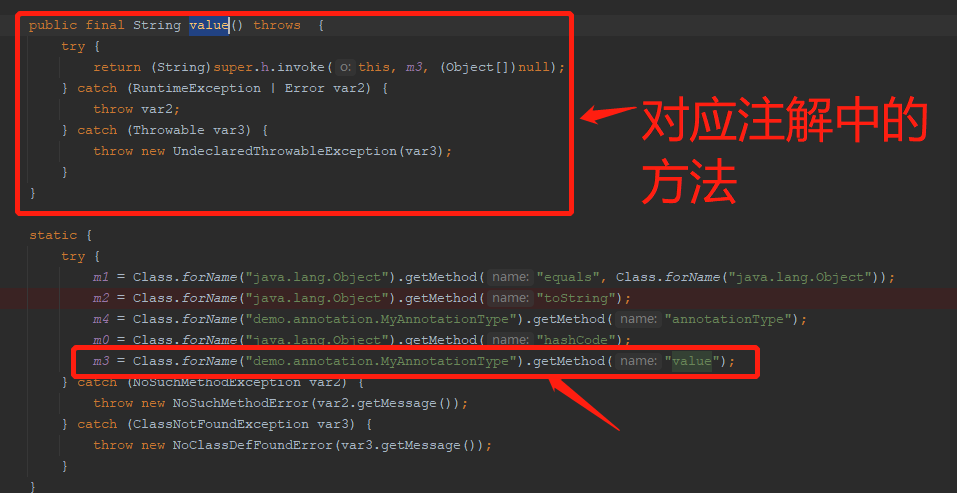 public final String value() throws  {
try {
return (String)super.h.invoke( o: this, m3, (Object[])null);
} catch (RuntimeException | Error var2) {
throw var2;
} catch (Throwable var3) {
throw new UndeclaredThrowableException(var3);
}
}
对应注解中的
方法
static {
try {
m1 = Class.forName("java.lang.Object").getMethod( name: "equals", Class.forName("java.lang.Object"));
m2 = Class.forName("java.lang.Object").getMethod( name: "toString");
m4 = Class.forName("demo.annotation.MyAnnotationType").getMethod( name: "annotationType");
m0 = Class.forName("java.lang.Object").getMethod( name: "hashCode");
m3 = Class.forName("demo.annotation.MyAnnotationType").getMethod( name: "value");
} catch (NoSuchMethodException var2) {
throw new NoSuchMethodError(var2.getMessage());
} catch (ClassNotFoundException var3) {
throw new NoClassDefFoundError(var3.getMessage());
}
}